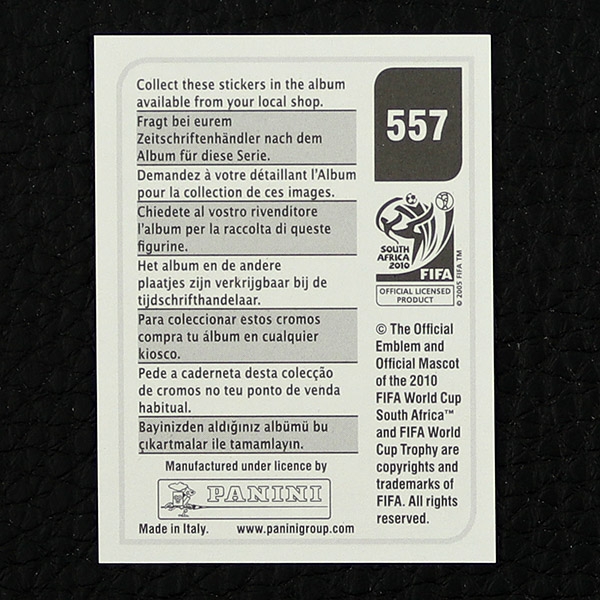 Collect these stickers in the album
available from your local shop.
Fragt bei eurem
Zeitschriftenhändler nach dem
Album für diese Serie.
Demandez à votre détaillant l'Album
pour la collection de ces images.
Chiedete al vostro rivenditore
l'album per la raccolta di queste
figurine.
Het album en de andere
plaatjes zijn verkrijgbaar bij de
tijdschrifthandelaar.
Para coleccionar estos cromos
compra tu álbum en cualquier
kiosco.
Pede a caderneta desta colecção
de cromos no teu ponto de venda
habitual.
Bayinizden aldığınız albümü bu
çıkartmalar ile tamamlayın.
Manufactured under licence by
PANINI
Made in Italy. www.paninigroup.com
557
SOUTH
AFRICA
2010
FIFA
OFFICIAL LICENSED
PRODUCT
© 2005 FIFA TM
© The Official
Emblem and
Official Mascot
of the 2010
FIFA World Cup
South Africa™
and FIFA World
Cup Trophy are
copyrights and
trademarks of
FIFA. All rights
reserved.